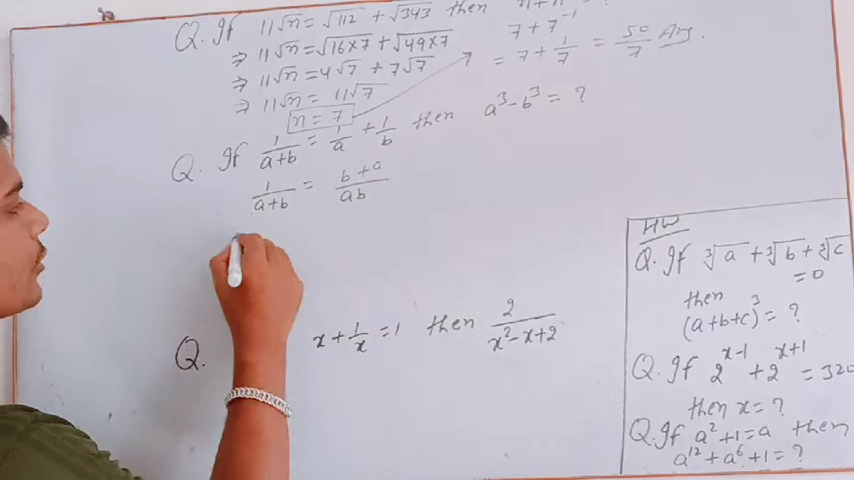 Q. If 11√n = √112 + √343 then
⇒ 11√n = √16×7 + √49×7
7 + 7⁻¹
⇒ 11√n = 4√7 + 7√7
= 7 + 1/7 = 50/7 Ans.
⇒ 11√n = 11√7
n = 7
Q. If 1/(a+b) = 1/a + 1/b then a³-b³ = ?
1/(a+b) = (b+a)/(ab)
Q. x + 1/x = 1 then 2/(x²-x+2)
HW
Q. If ∛a + ∛b + ∛c
= 0
then
(a+b+c)³ = ?
Q. If 2^(x-1) + 2^(x+1) = 320
then x = ?
Q. If a²+1 = a then
a¹²+a⁶+1 = ?